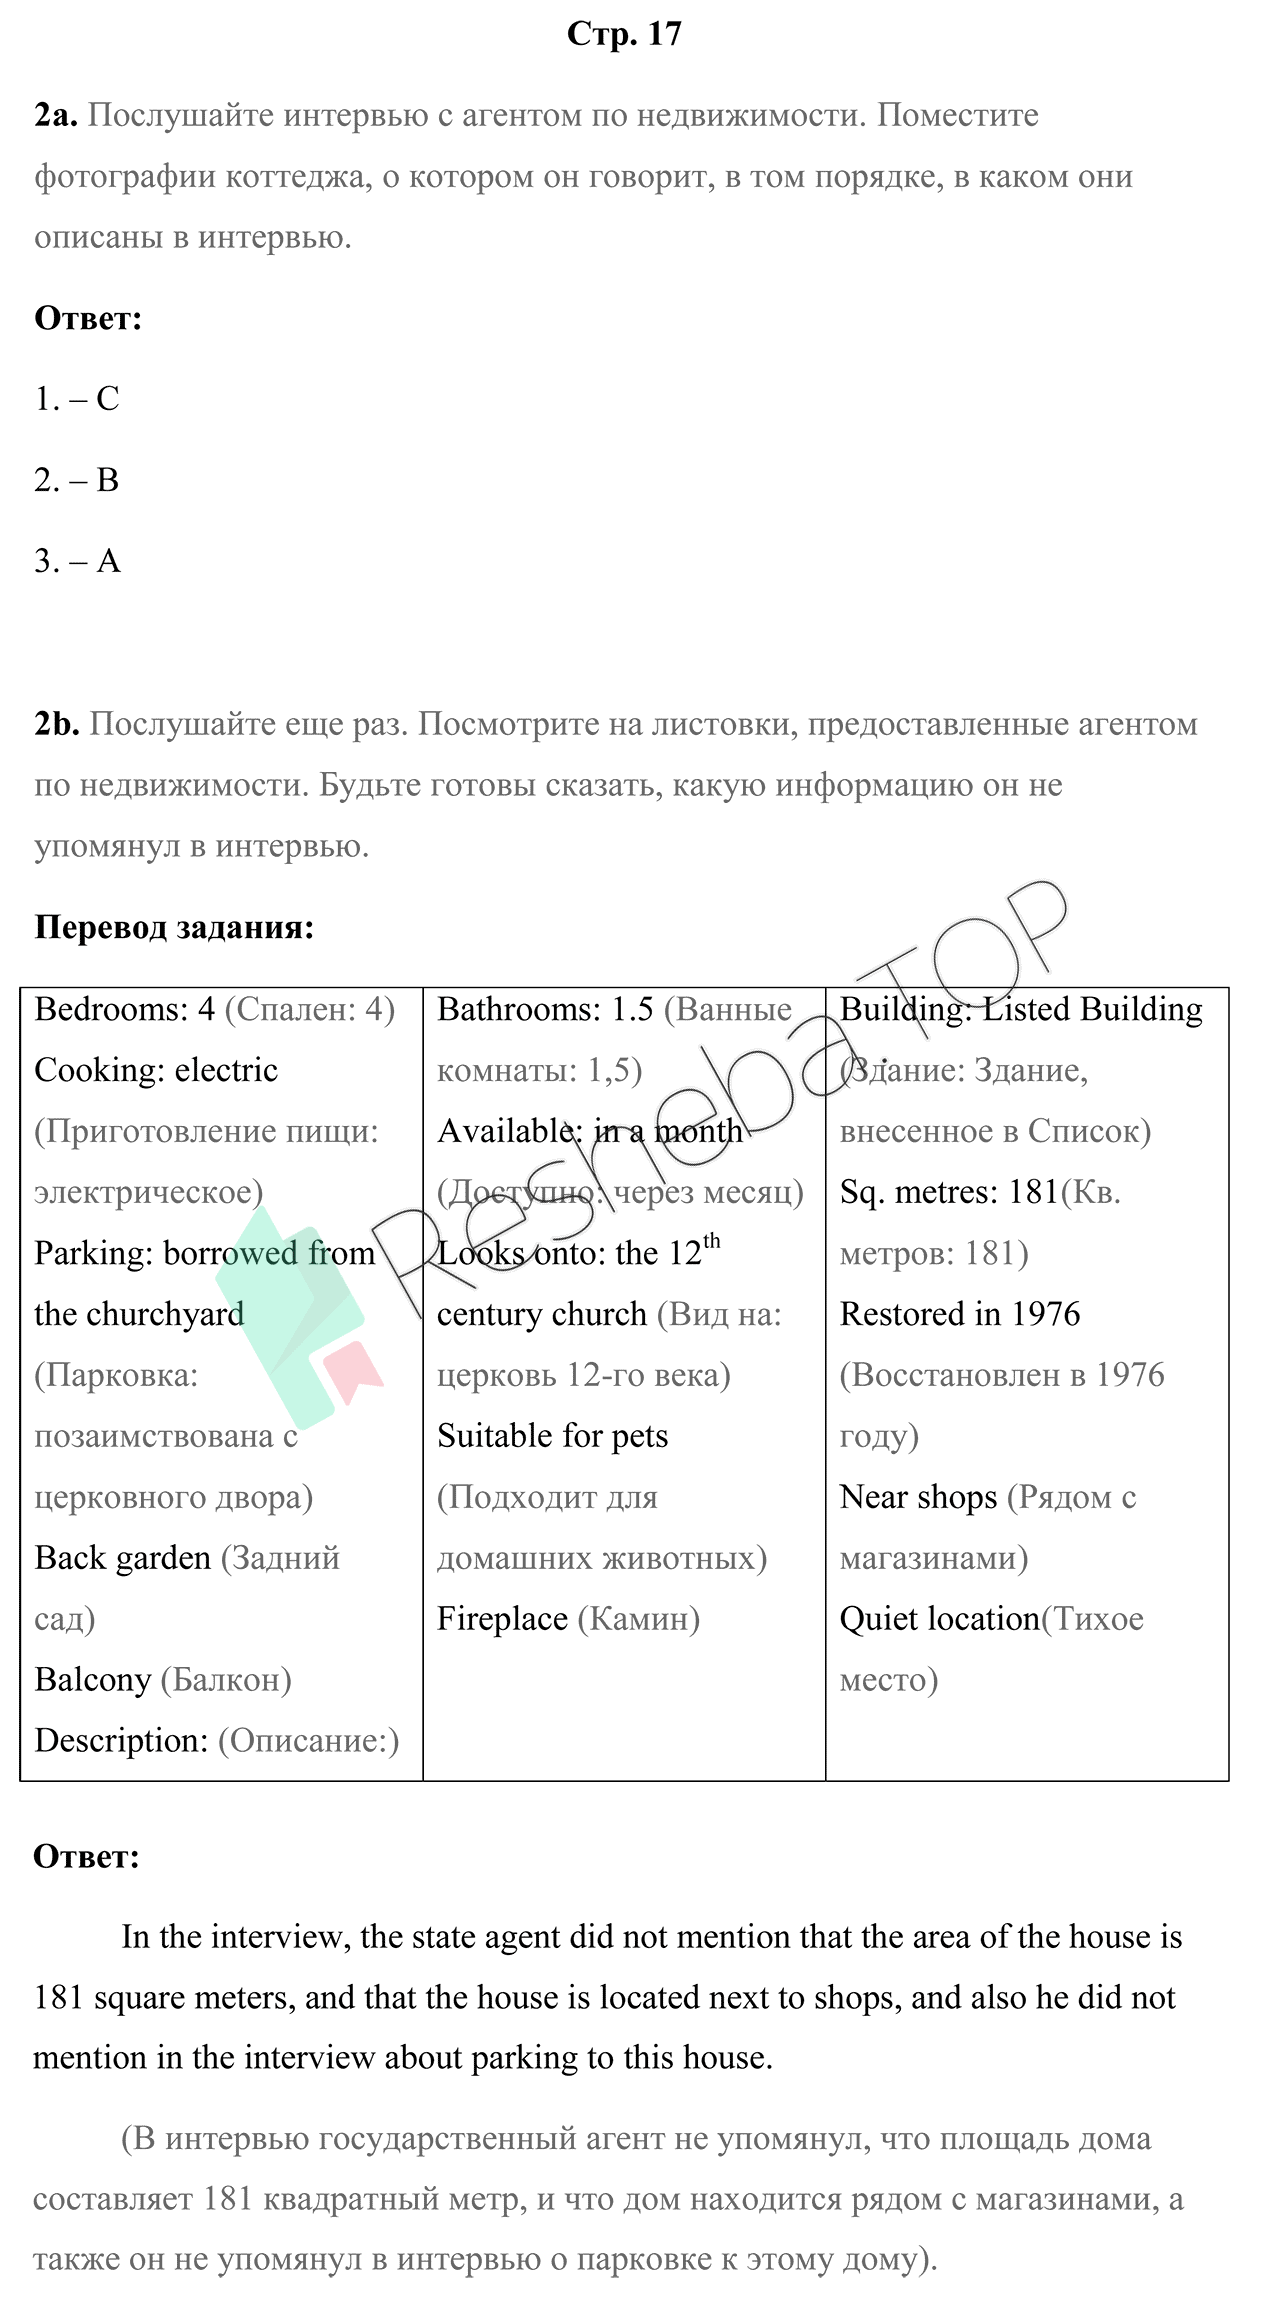 Стр. 17
2a. Послушайте интервью с агентом по недвижимости. Поместите
фотографии коттеджа, о котором он говорит, в том порядке, в каком они
описаны в интервью.
Ответ:
1. – C
2. – B
3. – A
2b. Послушайте еще раз. Посмотрите на листовки, предоставленные агентом
по недвижимости. Будьте готовы сказать, какую информацию он не
упомянул в интервью.
Перевод задания:
Bedrooms: 4 (Спален: 4)
Cooking: electric
(Приготовление пищи:
электрическое)
Parking: borrowed from
the churchyard
(Парковка:
позаимствована с
церковного двора)
Back garden (Задний
сад)
Balcony (Балкон)
Description: (Описание:)
Bathrooms: 1.5 (Ванные
комнаты: 1,5)
Available: in a month
(Доступно: через месяц)
Looks onto: the 12th
century church (Вид на:
церковь 12-го века)
Suitable for pets
(Подходит для
домашних животных)
Fireplace (Камин)
Building: Listed Building
(Здание: Здание,
внесенное в Список)
Sq. metres: 181(Кв.
метров: 181)
Restored in 1976
(Восстановлен в 1976
году)
Near shops (Рядом с
магазинами)
Quiet location(Тихое
место)
Resheba TOP
Ответ:
In the interview, the state agent did not mention that the area of the house is
181 square meters, and that the house is located next to shops, and also he did not
mention in the interview about parking to this house.
(В интервью государственный агент не упомянул, что площадь дома
составляет 181 квадратный метр, и что дом находится рядом с магазинами, а
также он не упомянул в интервью о парковке к этому дому).